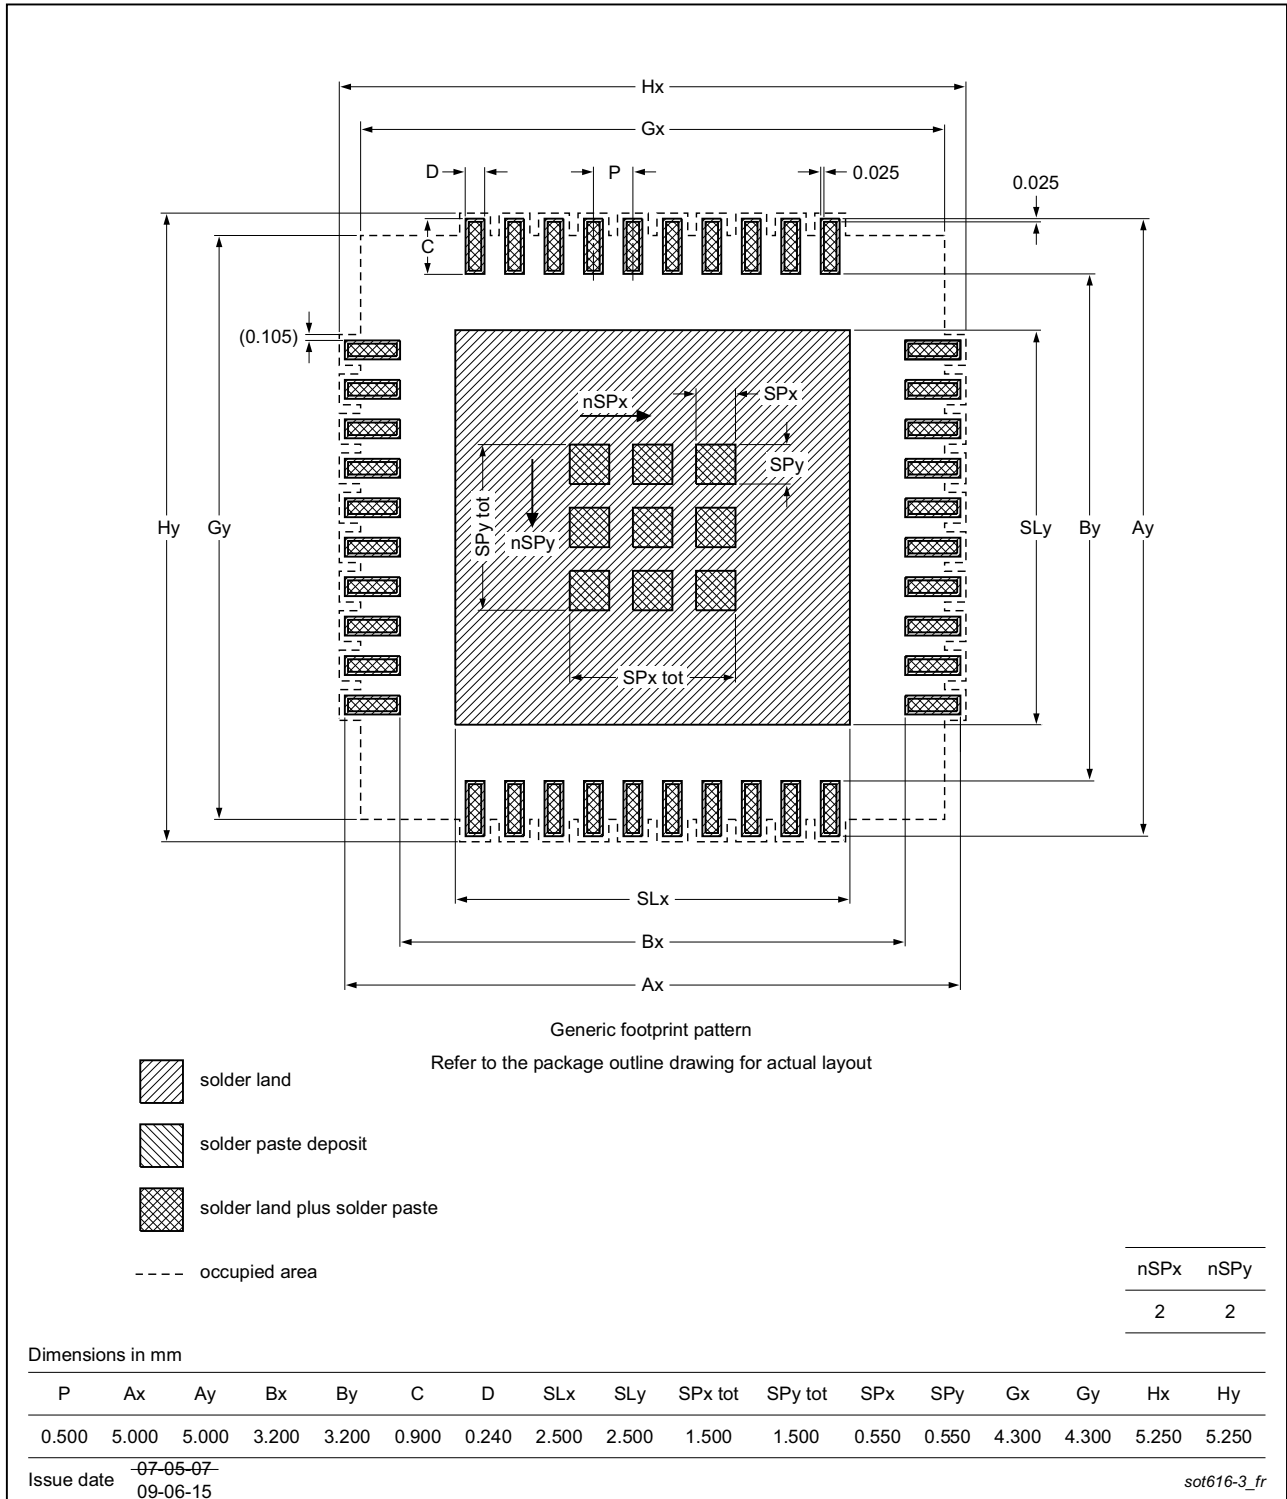 Hx
Gx
D
P
0.025
0.025
C
(0.105)
nSPx
SPx
SPy
SPy tot
nSPy
Hy
Gy
SLy
By
Ay
SPx tot
SLx
Bx
Ax
Generic footprint pattern
Refer to the package outline drawing for actual layout
solder land
solder paste deposit
solder land plus solder paste
occupied area
nSPx nSPy
2 2
Dimensions in mm
P Ax Ay Bx By C D SLx SLy SPx tot SPy tot SPx SPy Gx Gy Hx Hy
0.500 5.000 5.000 3.200 3.200 0.900 0.240 2.500 2.500 1.500 1.500 0.550 0.550 4.300 4.300 5.250 5.250
Issue date 07-05-07
09-06-15
sot616-3_fr